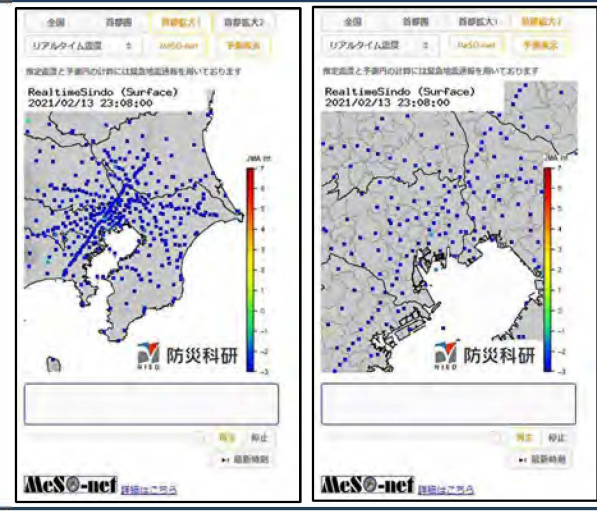 全国 首都圏 首都拡大1 首都拡大2
リアルタイム震度 MeSO-net 予測表示
推定震度と予測円の計算には緊急地震速報を用いております
RealtimeSindo (Surface)
2021/02/13 23:08:00
JMA int
7
6
5
4
3
2
1
0
-1
-2
-3
防災科研
NIED
再生 停止
最新時刻
MeSO-net 詳細はこちら
全国 首都圏 首都拡大1 首都拡大2
リアルタイム震度 MeSO-net 予測表示
推定震度と予測円の計算には緊急地震速報を用いております
RealtimeSindo (Surface)
2021/02/13 23:08:00
JMA int
7
6
5
4
3
2
1
0
-1
-2
-3
防災科研
NIED
再生 停止
最新時刻
MeSO-net 詳細はこちら